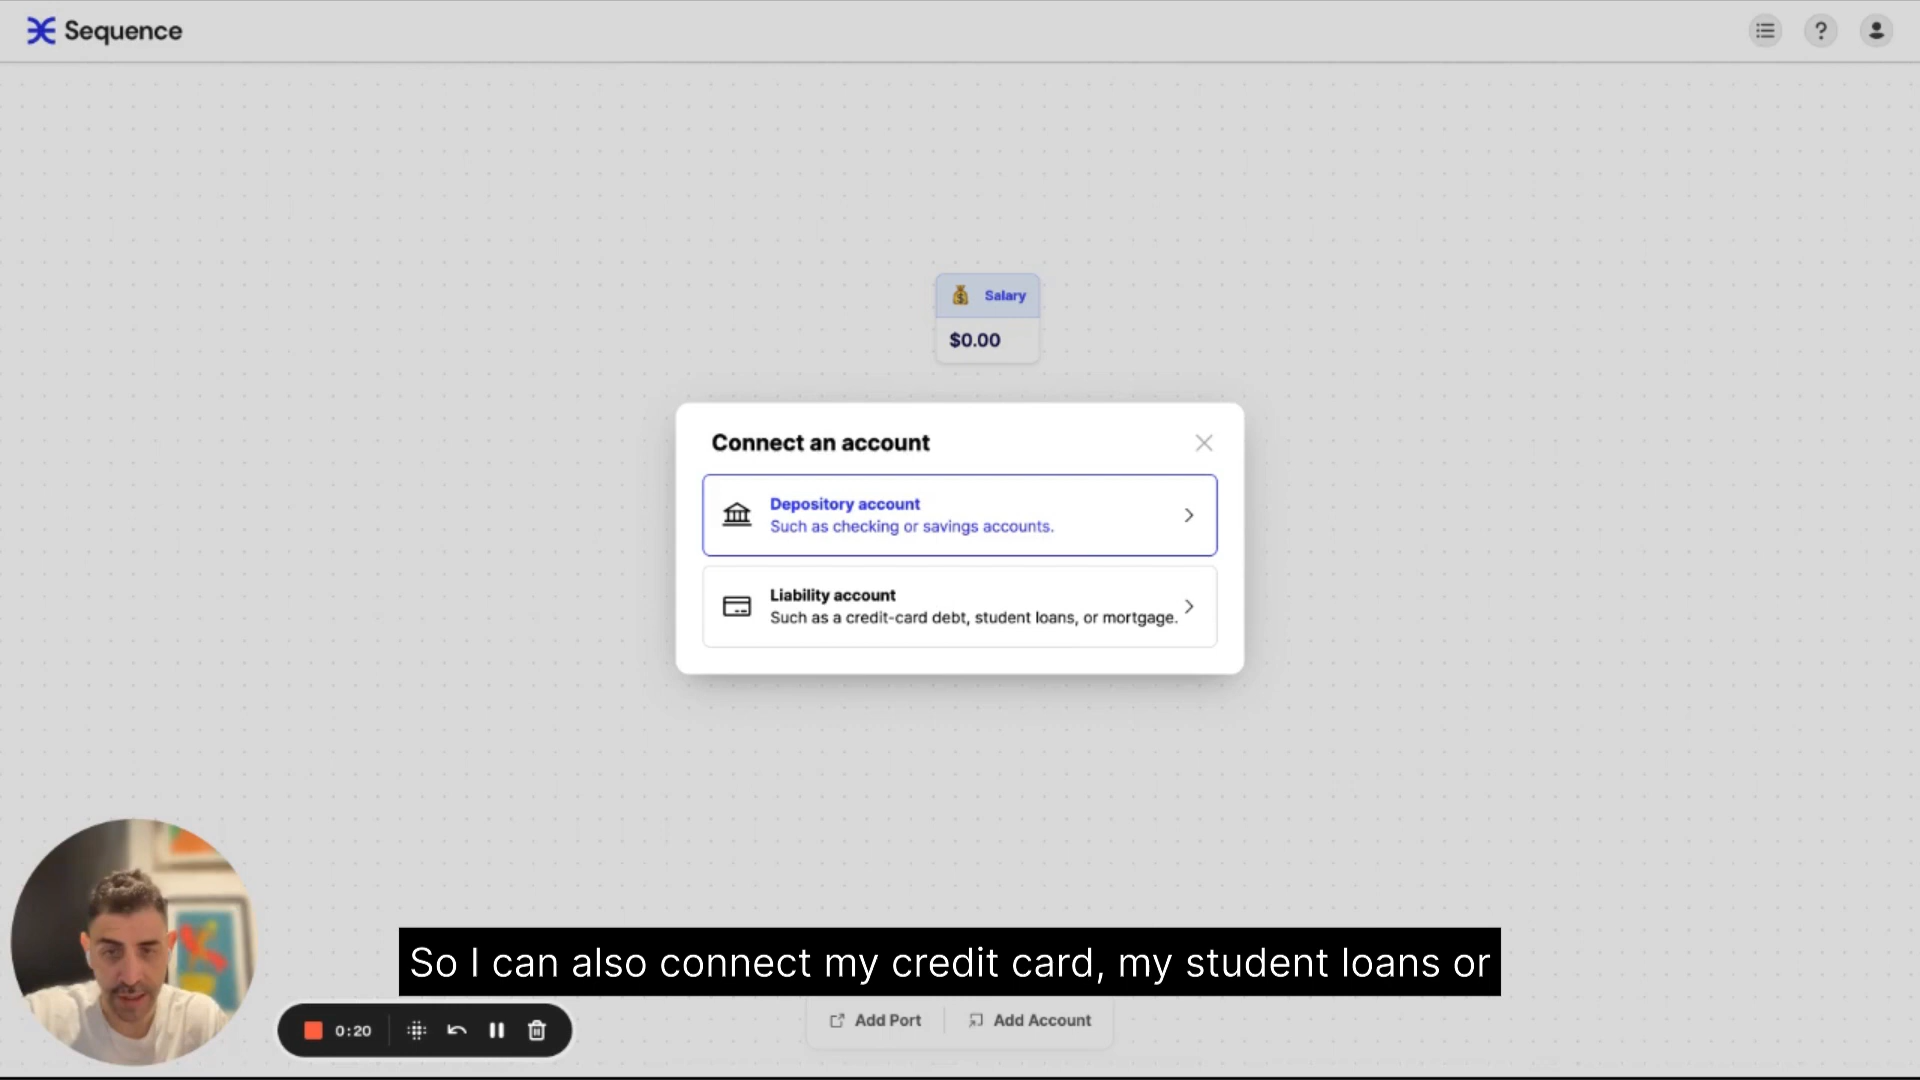 Sequence
?
Salary
$0.00
Connect an account
Depository account
Such as checking or savings accounts.
Liability account
Such as a credit-card debt, student loans, or mortgage.
So I can also connect my credit card, my student loans or
0:20
Add Port
Add Account